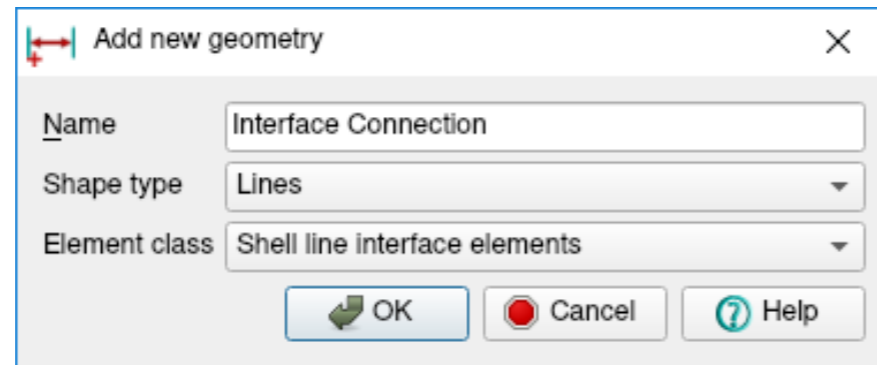 Add new geometry
Name Interface Connection
Shape type Lines
Element class Shell line interface elements
OK Cancel Help